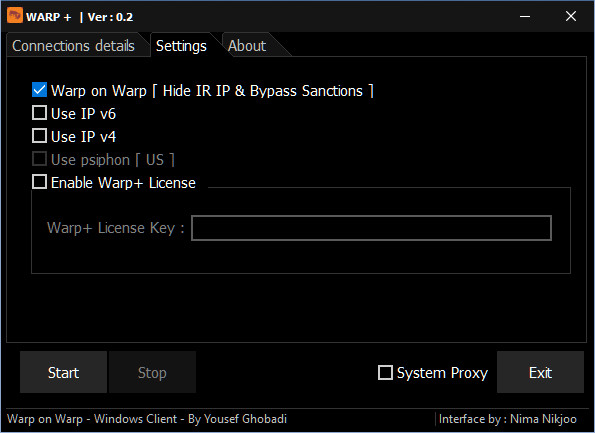 WARP + | Ver : 0.2
Connections details Settings About
Warp on Warp ⌈ Hide IR IP & Bypass Sanctions ⌉
Use IP v6
Use IP v4
Use psiphon ⌈ US ⌉
Enable Warp+ License
Warp+ License Key :
Start Stop System Proxy Exit
Warp on Warp - Windows Client - By Yousef Ghobadi Interface by : Nima Nikjoo